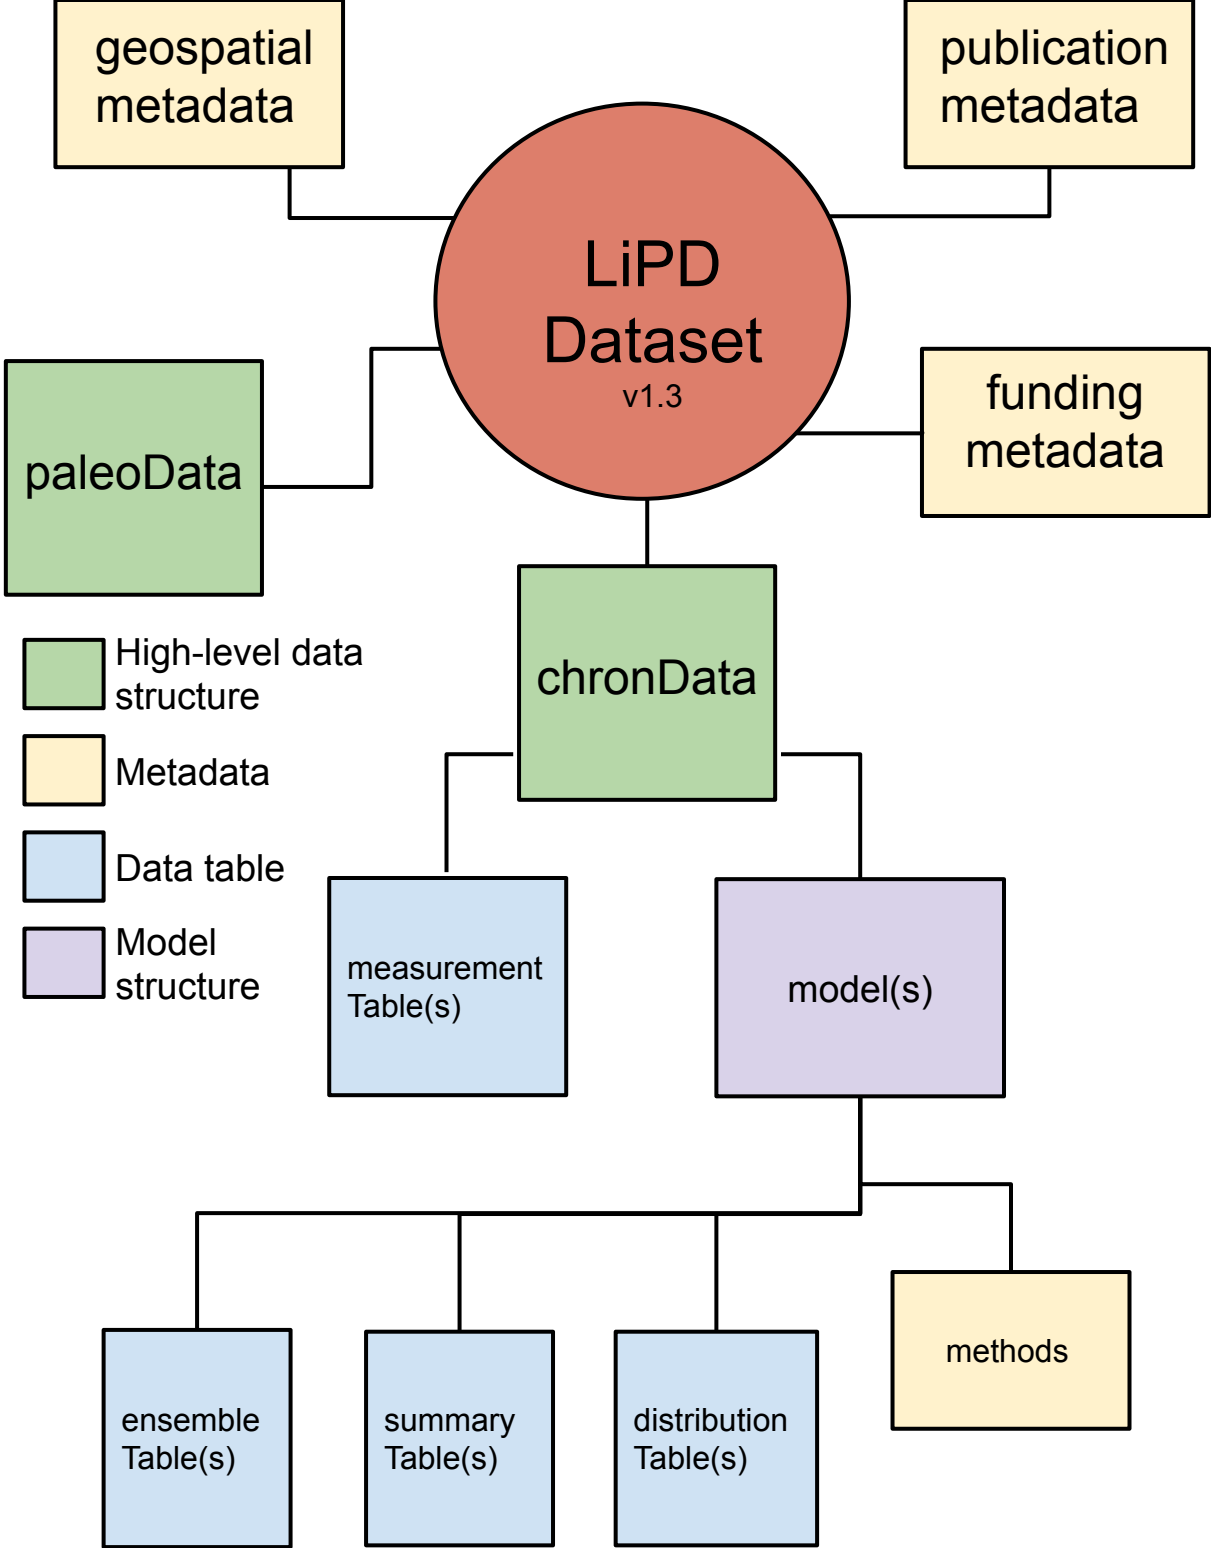 geospatial
metadata
publication
metadata
LiPD
Dataset
v1.3
funding
metadata
paleoData
chronData
High-level data
structure
Metadata
Data table
Model
structure
measurement
Table(s)
model(s)
methods
ensemble
Table(s)
summary
Table(s)
distribution
Table(s)